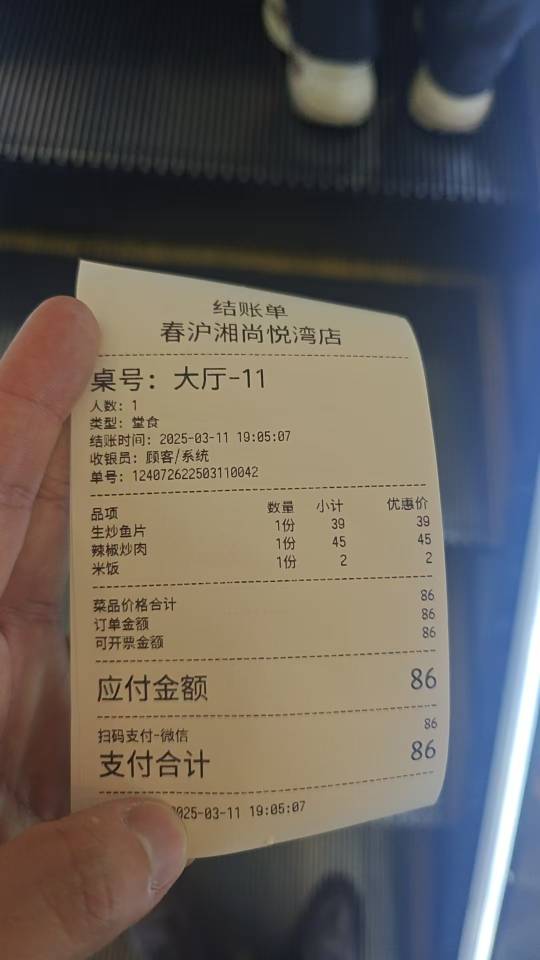 结账单
春沪湘尚悦湾店
桌号：大厅-11
人数：1
类型：堂食
结账时间：2025-03-11 19:05:07
收银员：顾客/系统
单号：124072622503110042
品项 数量 小计 优惠价
生炒鱼片 1份 39 39
辣椒炒肉 1份 45 45
米饭 1份 2 2
菜品价格合计 86
订单金额 86
可开票金额 86
应付金额 86
扫码支付-微信 86
支付合计 86
025-03-11 19:05:07